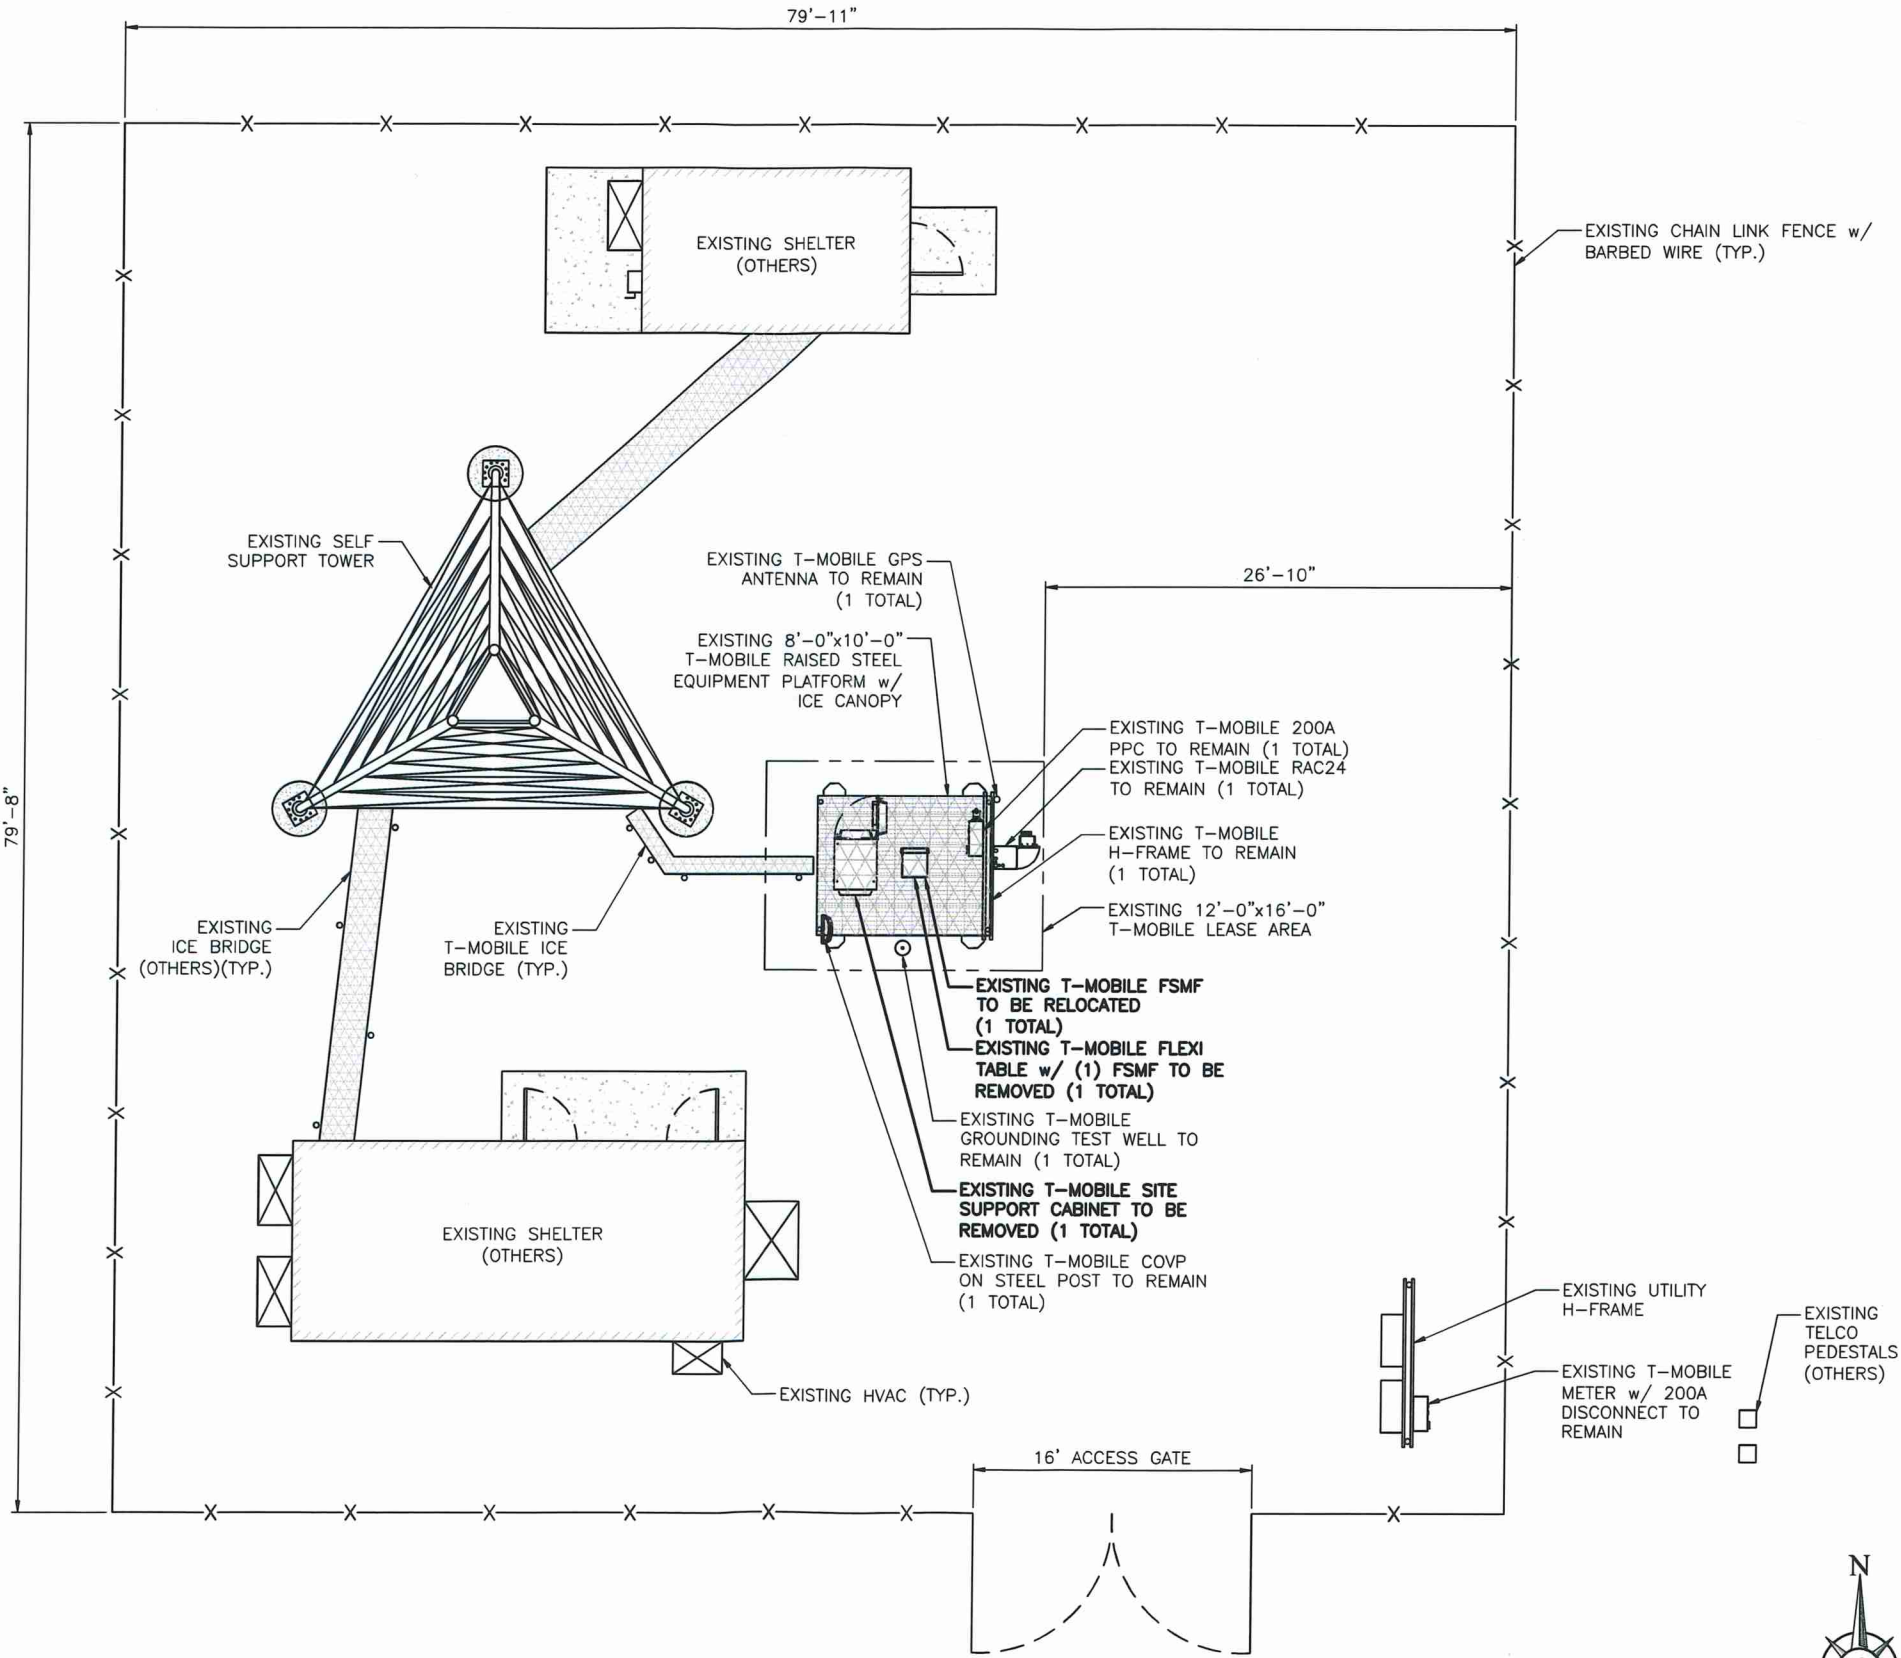 79'-11"
EXISTING SHELTER
(OTHERS)
EXISTING CHAIN LINK FENCE w/
BARBED WIRE (TYP.)
EXISTING SELF
SUPPORT TOWER
EXISTING T-MOBILE GPS
ANTENNA TO REMAIN
(1 TOTAL)
26'-10"
EXISTING 8'-0"x10'-0"
T-MOBILE RAISED STEEL
EQUIPMENT PLATFORM w/
ICE CANOPY
EXISTING T-MOBILE 200A
PPC TO REMAIN (1 TOTAL)
EXISTING T-MOBILE RAC24
TO REMAIN (1 TOTAL)
79'-8"
EXISTING T-MOBILE
H-FRAME TO REMAIN
(1 TOTAL)
EXISTING 12'-0"x16'-0"
T-MOBILE LEASE AREA
EXISTING
ICE BRIDGE
(OTHERS)(TYP.)
EXISTING
T-MOBILE ICE
BRIDGE (TYP.)
EXISTING T-MOBILE FSMF
TO BE RELOCATED
(1 TOTAL)
EXISTING T-MOBILE FLEXI
TABLE w/ (1) FSMF TO BE
REMOVED (1 TOTAL)
EXISTING T-MOBILE
GROUNDING TEST WELL TO
REMAIN (1 TOTAL)
EXISTING T-MOBILE SITE
SUPPORT CABINET TO BE
REMOVED (1 TOTAL)
EXISTING SHELTER
(OTHERS)
EXISTING T-MOBILE COVP
ON STEEL POST TO REMAIN
(1 TOTAL)
EXISTING UTILITY
H-FRAME
EXISTING
TELCO
PEDESTALS
(OTHERS)
EXISTING T-MOBILE
METER w/ 200A
DISCONNECT TO
REMAIN
EXISTING HVAC (TYP.)
16' ACCESS GATE
N